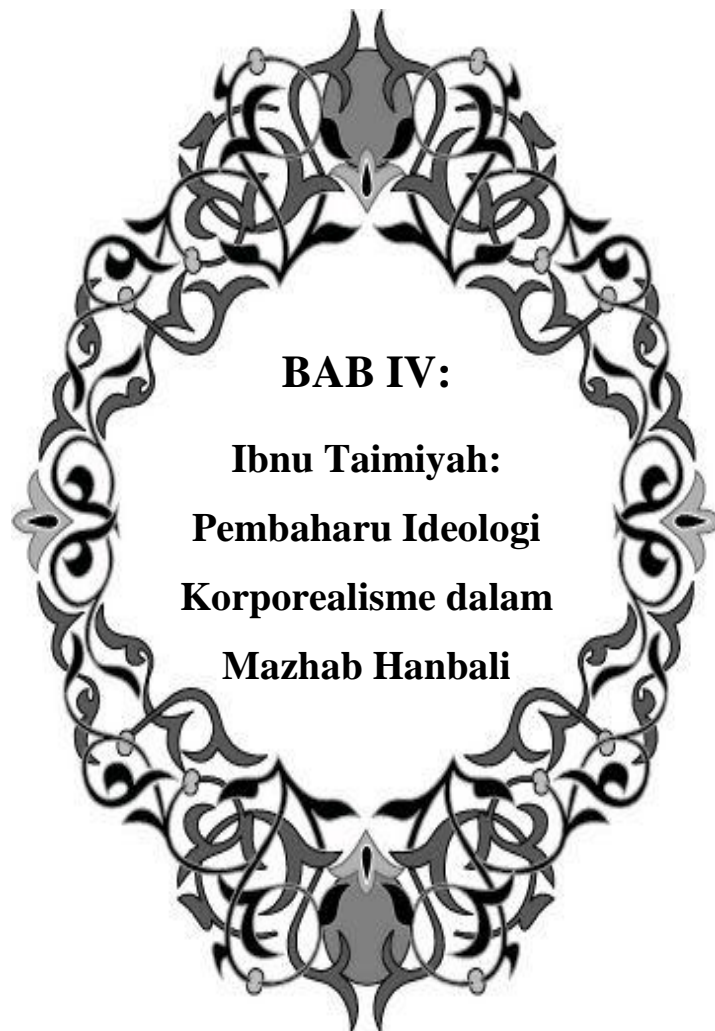 BAB IV:
Ibnu Taimiyah:
Pembaharu Ideologi
Korporealisme dalam
Mazhab Hanbali